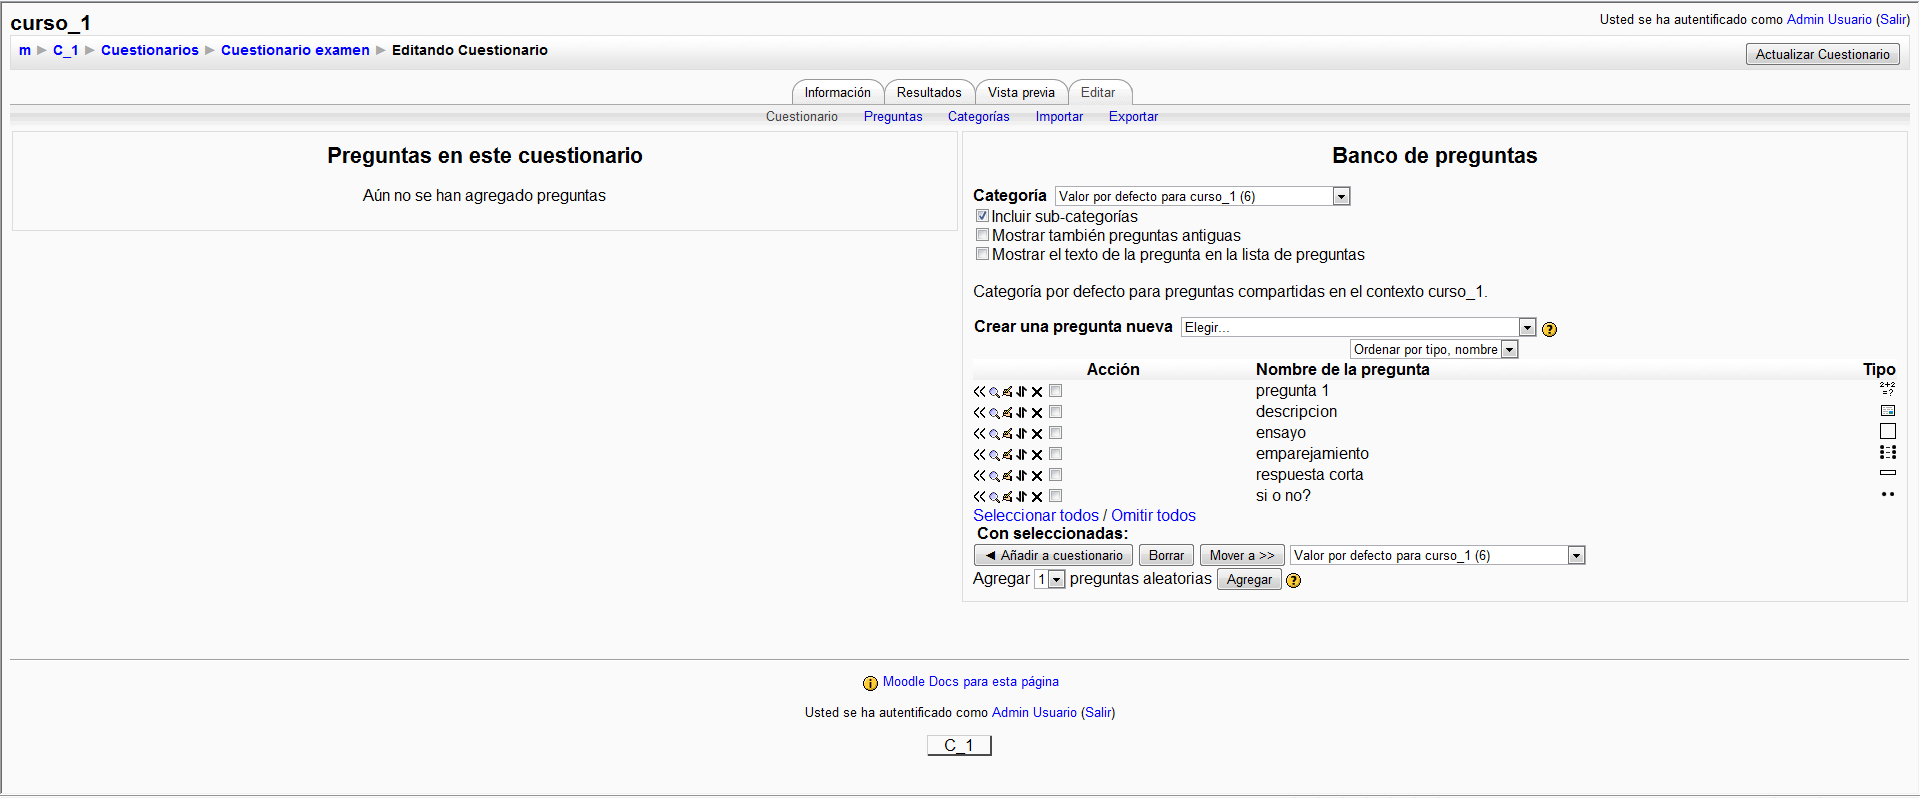 curso_1
Usted se ha autentificado como Admin Usuario (Salir)
m ► C_1 ► Cuestionarios ► Cuestionario examen ► Editando Cuestionario
Actualizar Cuestionario
Información Resultados Vista previa Editar
Cuestionario Preguntas Categorías Importar Exportar
Preguntas en este cuestionario
Aún no se han agregado preguntas
Banco de preguntas
Categoría Valor por defecto para curso_1 (6)
Incluir sub-categorías
Mostrar también preguntas antiguas
Mostrar el texto de la pregunta en la lista de preguntas
Categoría por defecto para preguntas compartidas en el contexto curso_1.
Crear una pregunta nueva Elegir... ?
Ordenar por tipo, nombre
Acción Nombre de la pregunta Tipo
pregunta 1 2+2=?
descripcion
ensayo
emparejamiento
respuesta corta
si o no?
Seleccionar todos / Omitir todos
Con seleccionadas:
◄ Añadir a cuestionario Borrar Mover a >> Valor por defecto para curso_1 (6)
Agregar 1 preguntas aleatorias Agregar ?
i Moodle Docs para esta página
Usted se ha autentificado como Admin Usuario (Salir)
C_1